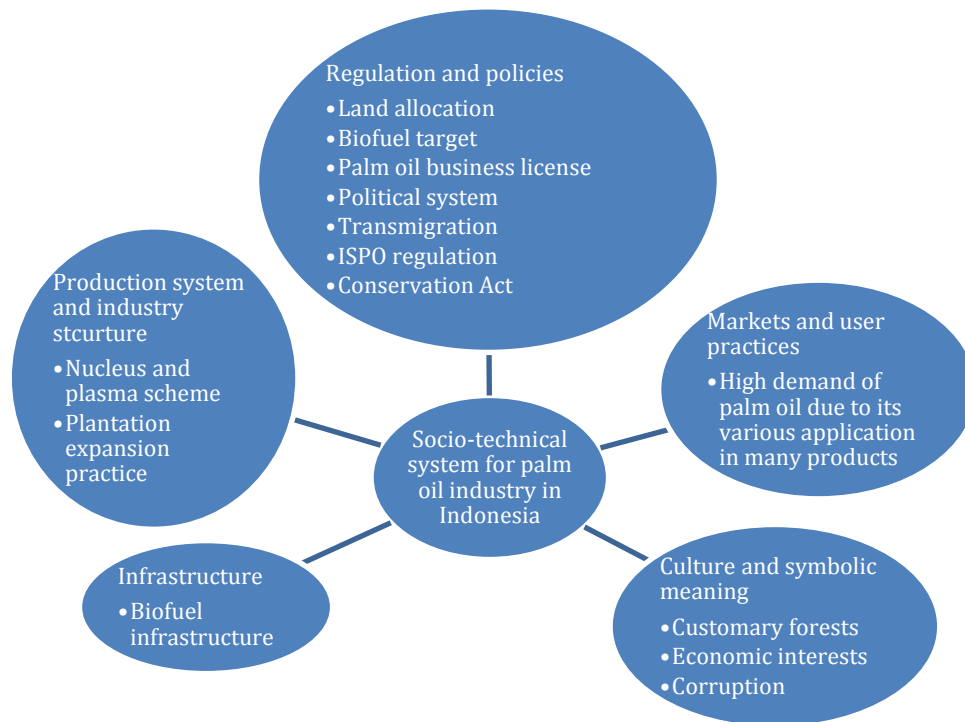 Regulation and policies
•Land allocation
•Biofuel target
•Palm oil business license
•Political system
•Transmigration
•ISPO regulation
•Conservation Act
Production system
and industry
stcurture
•Nucleus and
plasma scheme
•Plantation
expansion
practice
Markets and user
practices
•High demand of
palm oil due to its
various application
in many products
Socio-technical
system for palm
oil industry in
Indonesia
Infrastructure
•Biofuel
infrastructure
Culture and symbolic
meaning
•Customary forests
•Economic interests
•Corruption